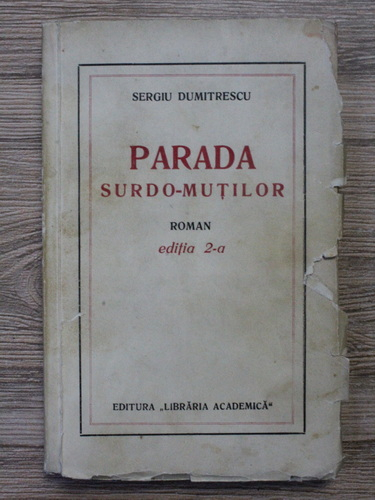 SERGIU DUMITRESCU
PARADA
SURDO-MUȚILOR
ROMAN
ediția 2-a
EDITURA „LIBRĂRIA ACADEMICĂ"